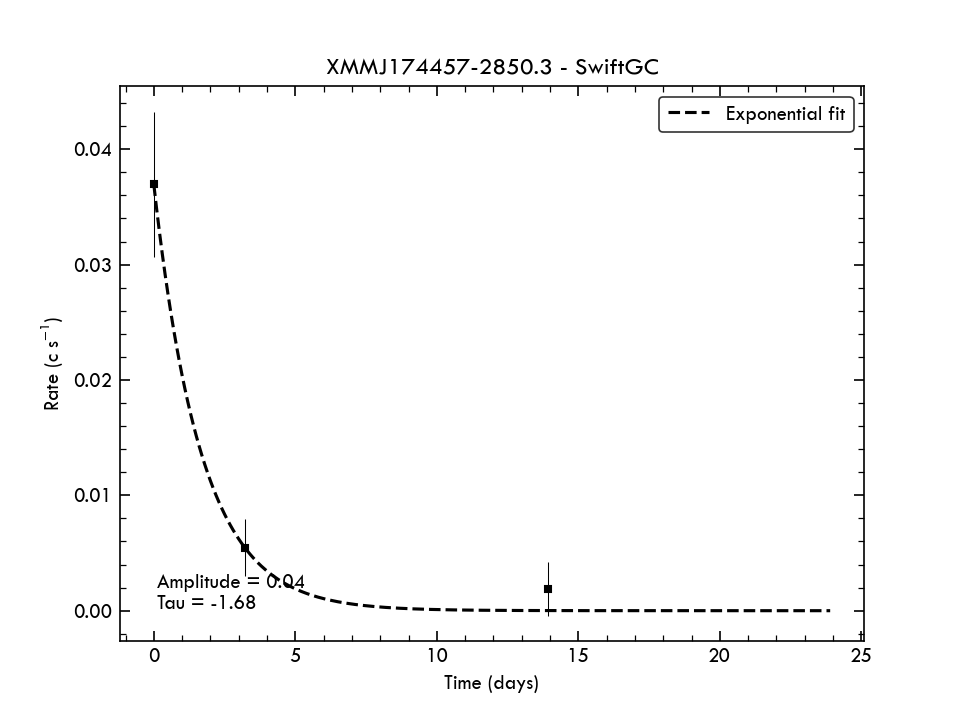 XMMJ174457-2850.3 - SwiftGC
Exponential fit
0.04
0.03
0.02
0.01
0.00
Rate (c s⁻¹)
Amplitude = 0.04
Tau = -1.68
0 5 10 15 20 25
Time (days)